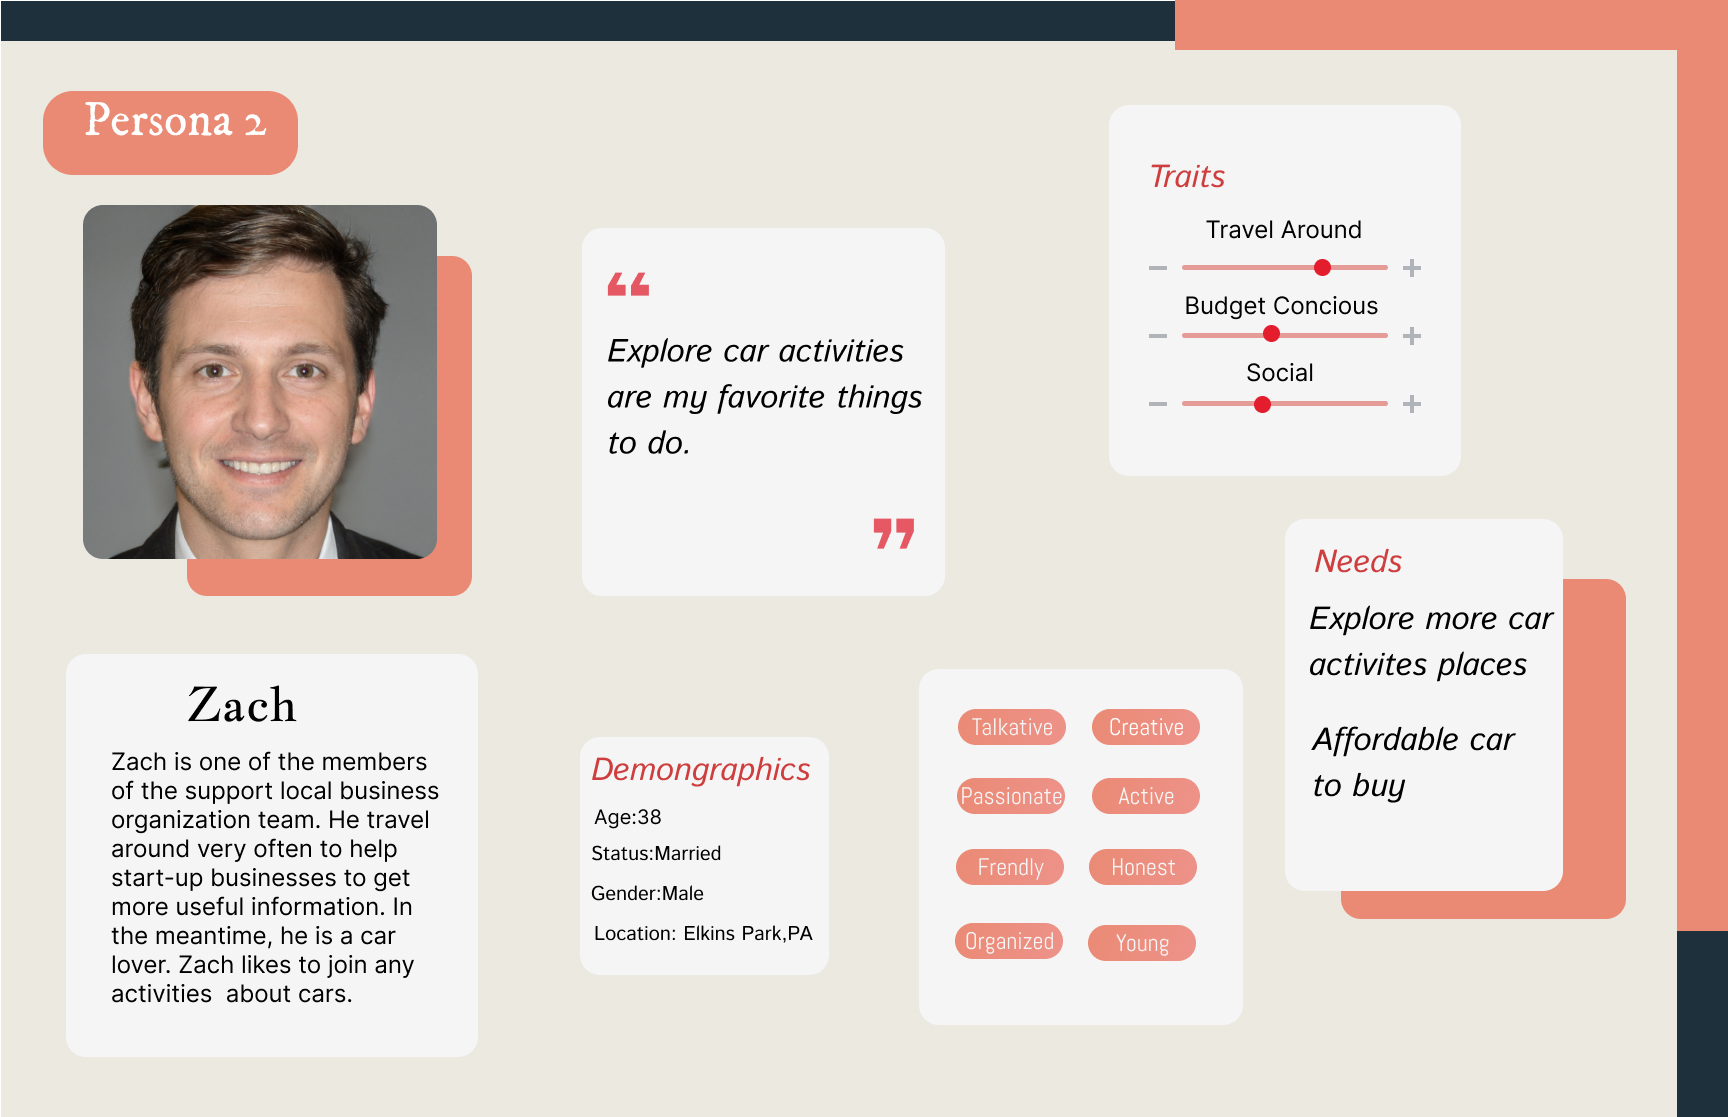 Persona 2
Explore car activities
are my favorite things
to do.
Traits
Travel Around
Budget Concious
Social
Needs
Explore more car
activites places
Affordable car
to buy
Zach
Zach is one of the members
of the support local business
organization team. He travel
around very often to help
start-up businesses to get
more useful information. In
the meantime, he is a car
lover. Zach likes to join any
activities  about cars.
Demongraphics
Age:38
Status:Married
Gender:Male
Location: Elkins Park,PA
Talkative
Creative
Passionate
Active
Frendly
Honest
Organized
Young